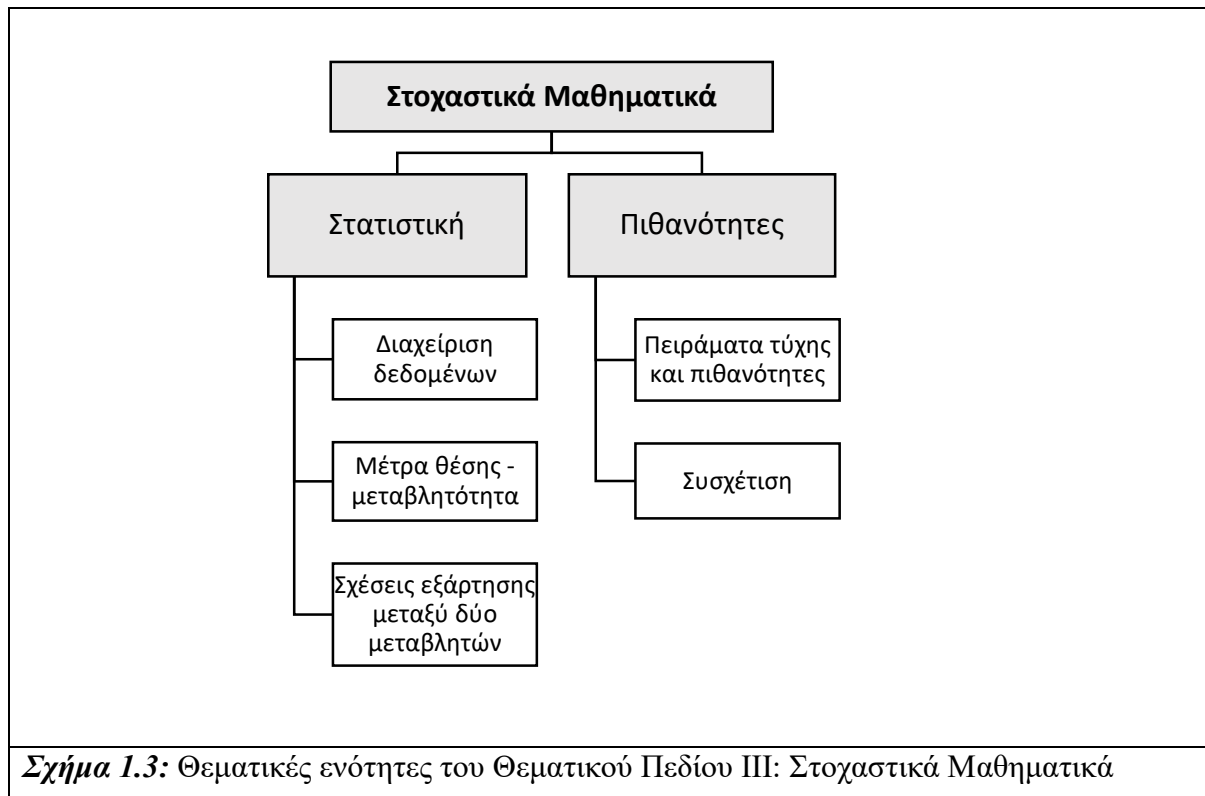 Στοχαστικά Μαθηματικά
Στατιστική
Διαχείριση
δεδομένων
Μέτρα θέσης -
μεταβλητότητα
Σχέσεις εξάρτησης
μεταξύ δύο
μεταβλητών
Πιθανότητες
Πειράματα τύχης
και πιθανότητες
Συσχέτιση
Σχήμα 1.3: Θεματικές ενότητες του Θεματικού Πεδίου ΙΙΙ: Στοχαστικά Μαθηματικά